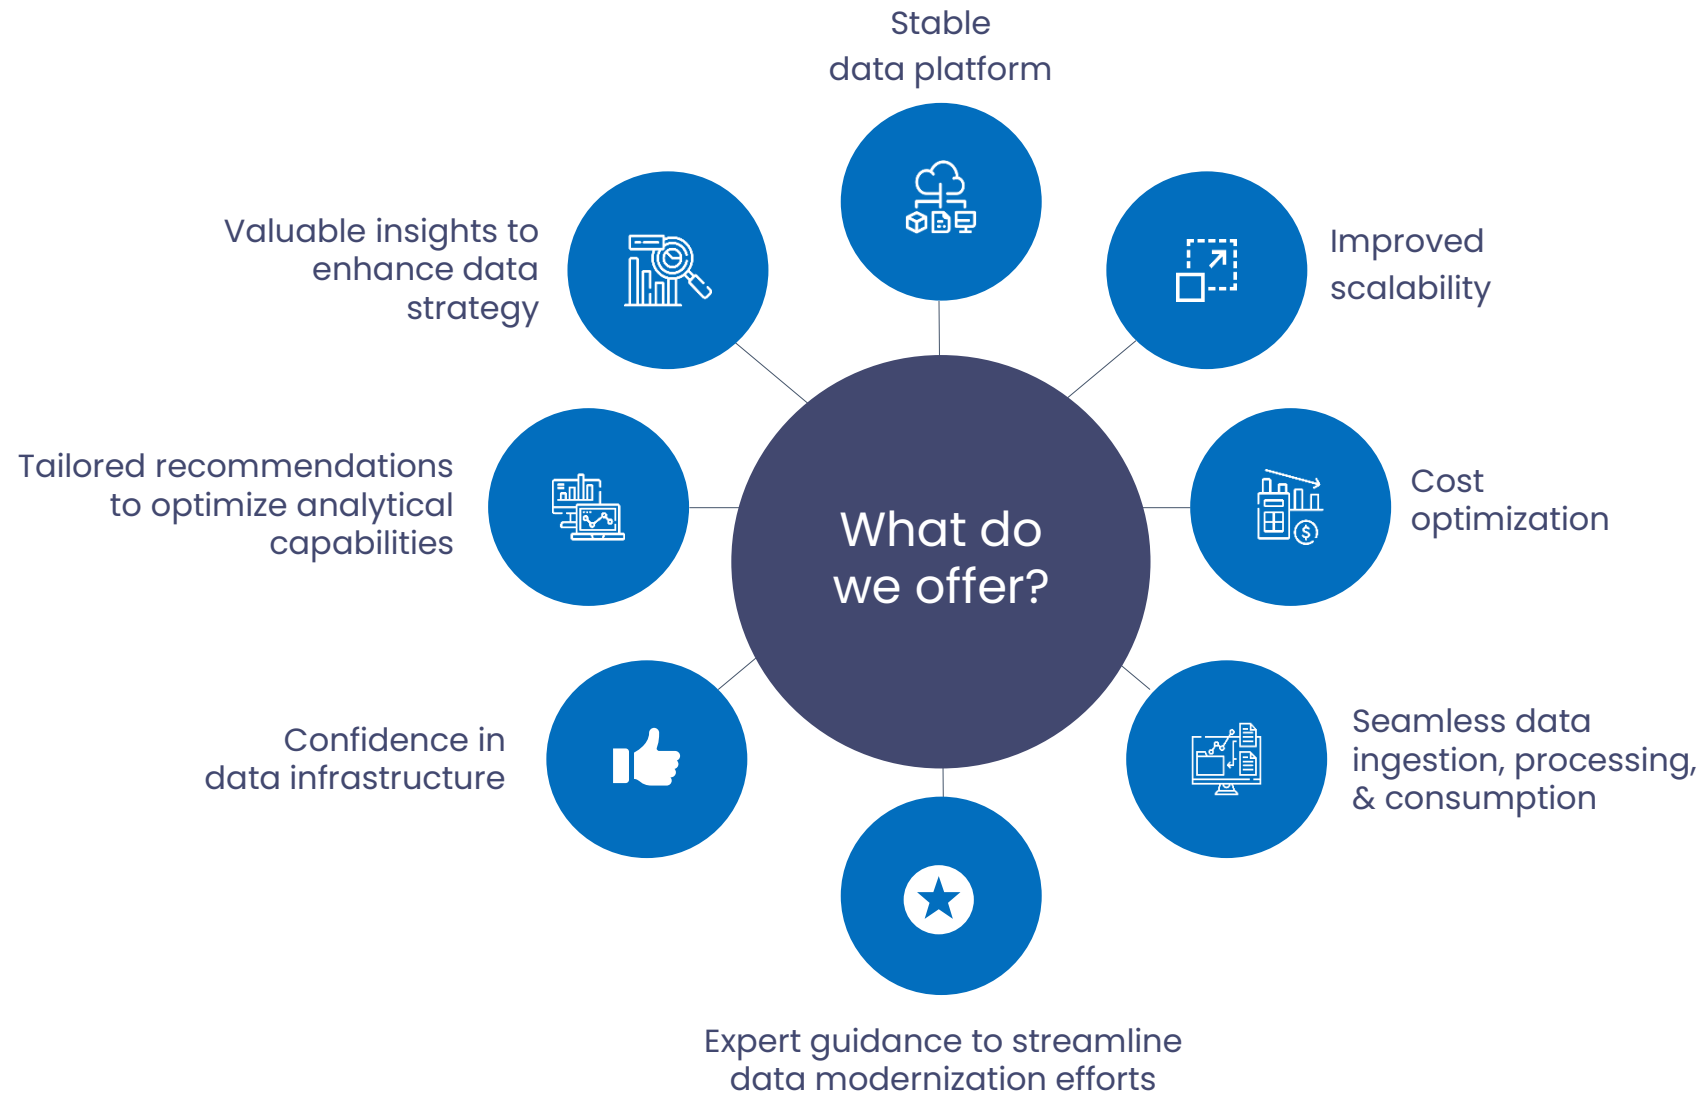 Stable
data platform
Improved
scalability
Cost
optimization
Seamless data
ingestion, processing,
& consumption
Expert guidance to streamline
data modernization efforts
Confidence in
data infrastructure
Tailored recommendations
to optimize analytical
capabilities
Valuable insights to
enhance data
strategy
What do
we offer?